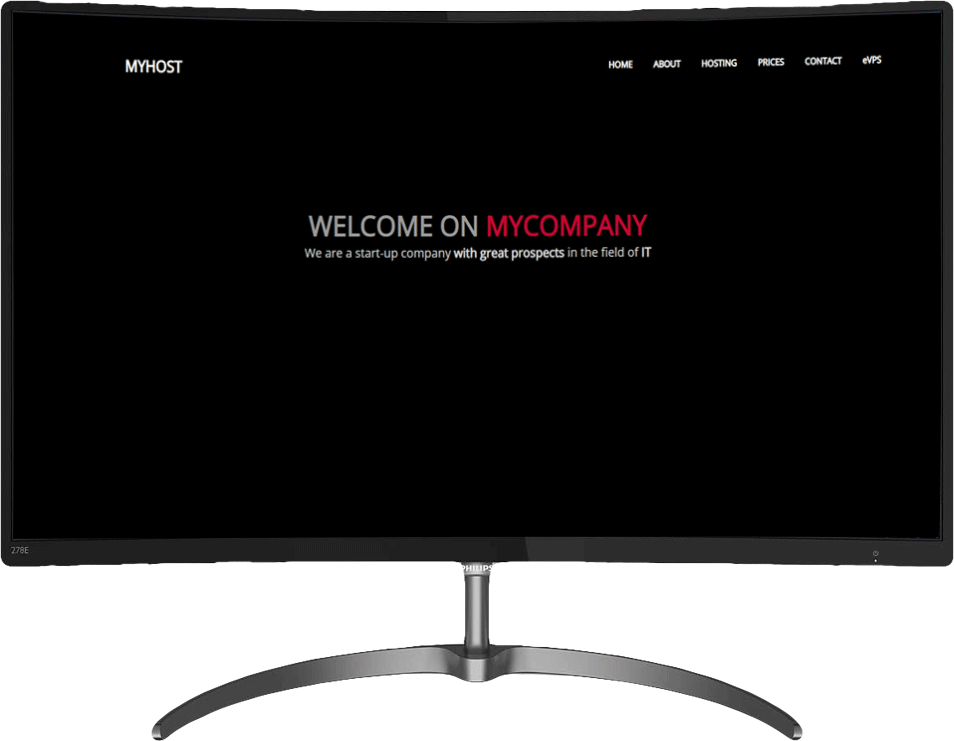 MYHOST
HOME ABOUT HOSTING PRICES CONTACT eVPS
WELCOME ON MYCOMPANY
We are a start-up company with great prospects in the field of IT
278E
PHILIPS